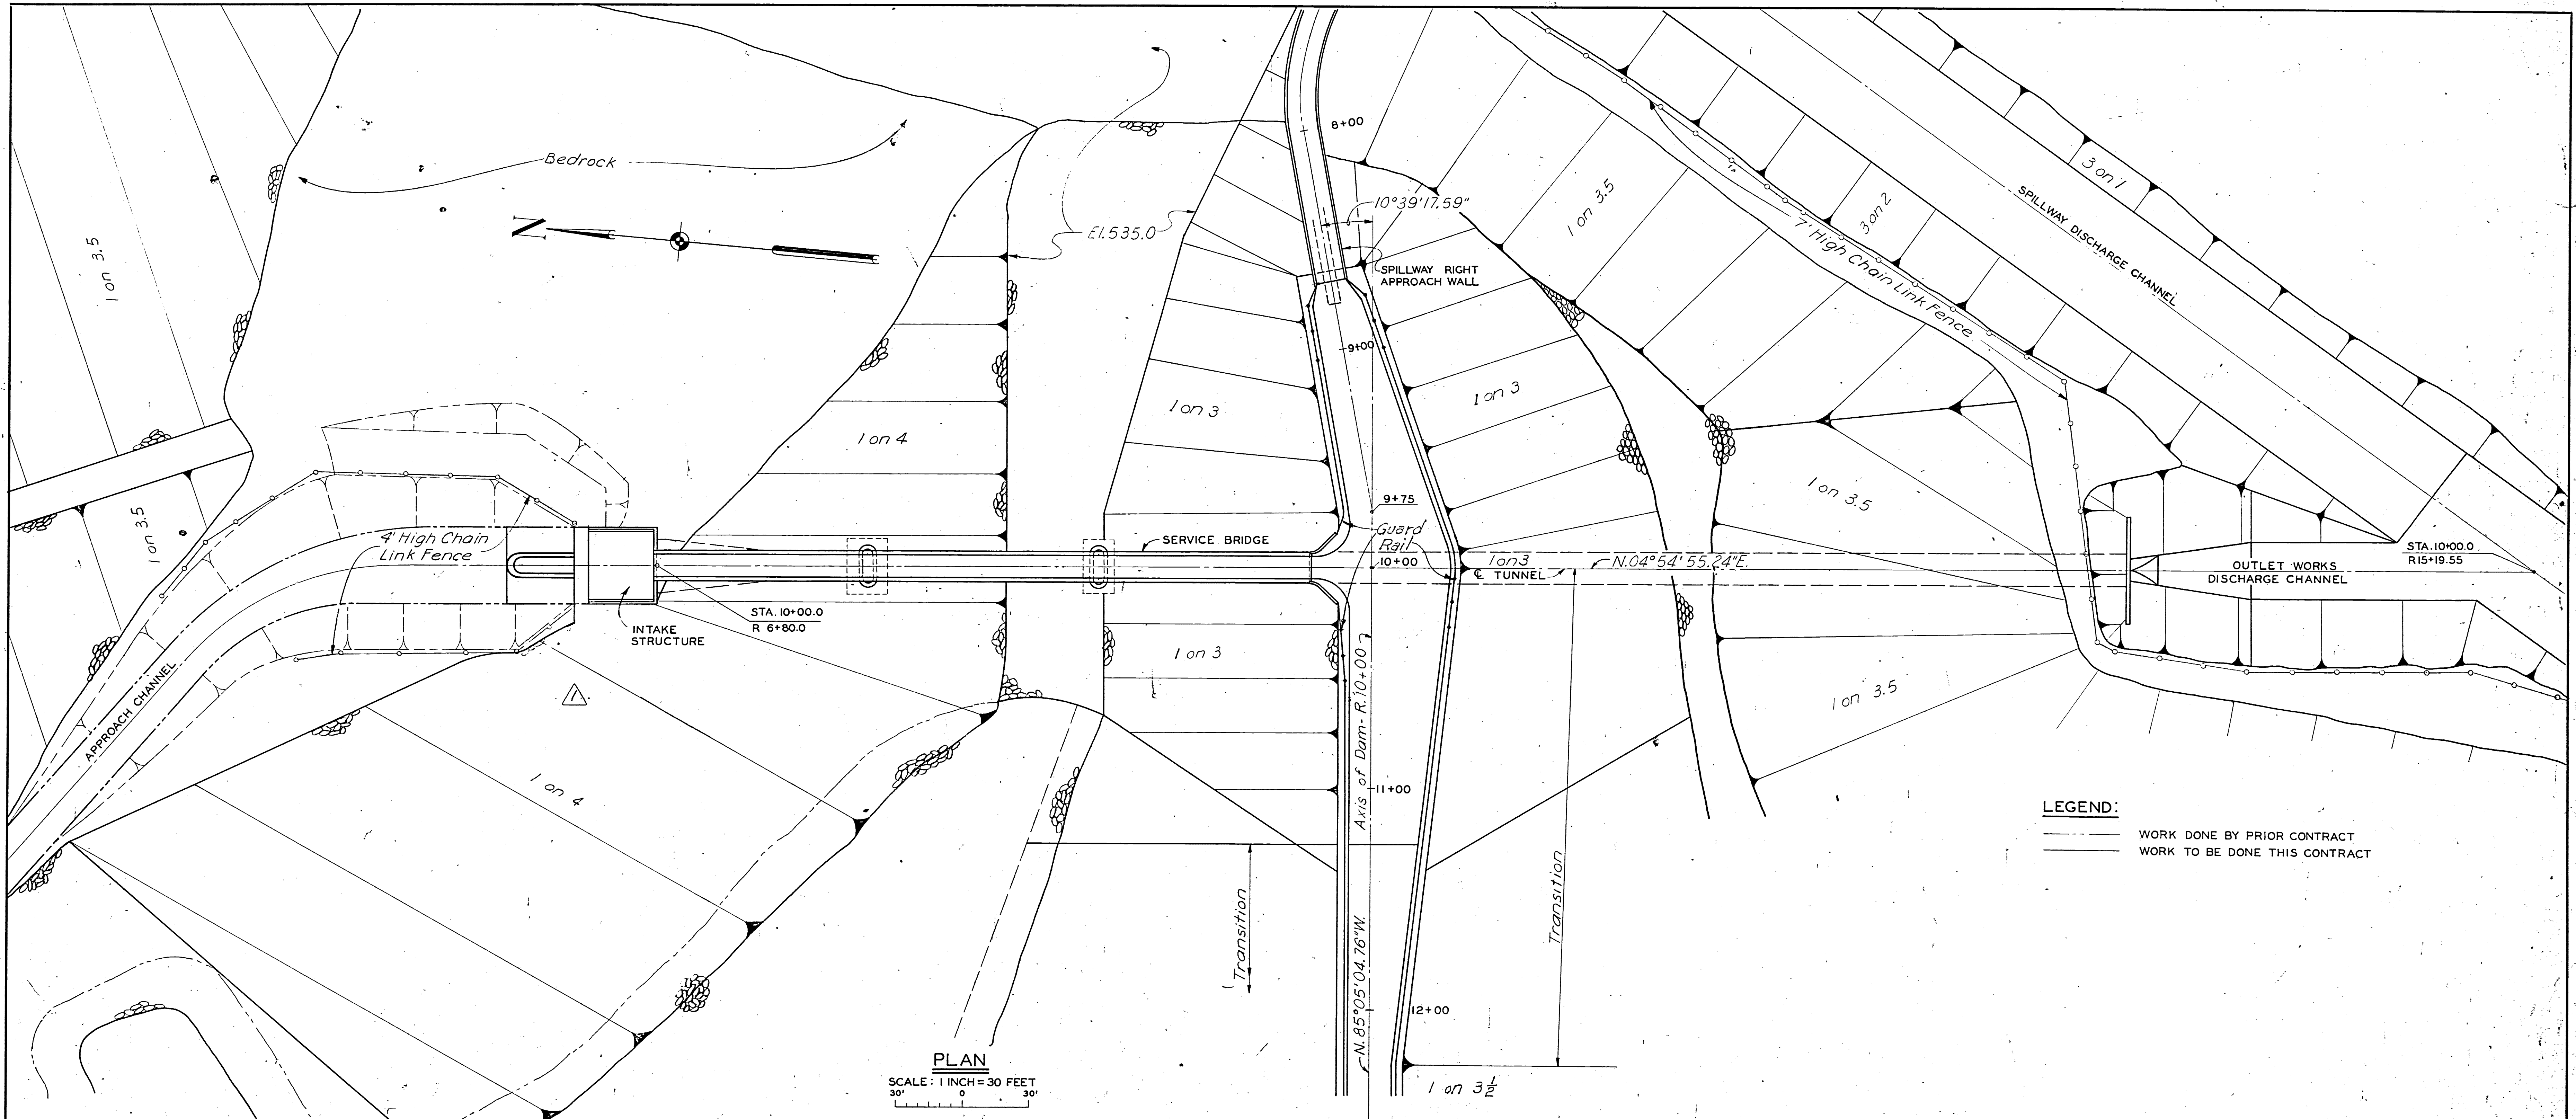 8+00
Bedrock
3 on 1
10°39'17.59"
1 on 3.5
3 on 2
SPILLWAY DISCHARGE CHANNEL
7' High Chain Link Fence
N
El.535.0
1 on 3.5
SPILLWAY RIGHT
APPROACH WALL
9+00
1 on 3
1 on 3
1 on 4
9+75
1 on 3.5
1 on 3.5
4' High Chain
Link Fence
Guard
Rail
SERVICE BRIDGE
10+00
1 on 3
℄ TUNNEL
N.04°54'55.24"E.
OUTLET WORKS
DISCHARGE CHANNEL
STA.10+00.0
R15+19.55
STA. 10+00.0
R 6+80.0
INTAKE
STRUCTURE
1 on 3
APPROACH CHANNEL
1
1 on 3.5
1 on 4
Axis of Dam-R.10+00
11+00
LEGEND:
WORK DONE BY PRIOR CONTRACT
WORK TO BE DONE THIS CONTRACT
Transition
Transition
N.85°05'04.76"W.
12+00
PLAN
SCALE: 1 INCH = 30 FEET
30' 0 30'
1 on 3 1/2